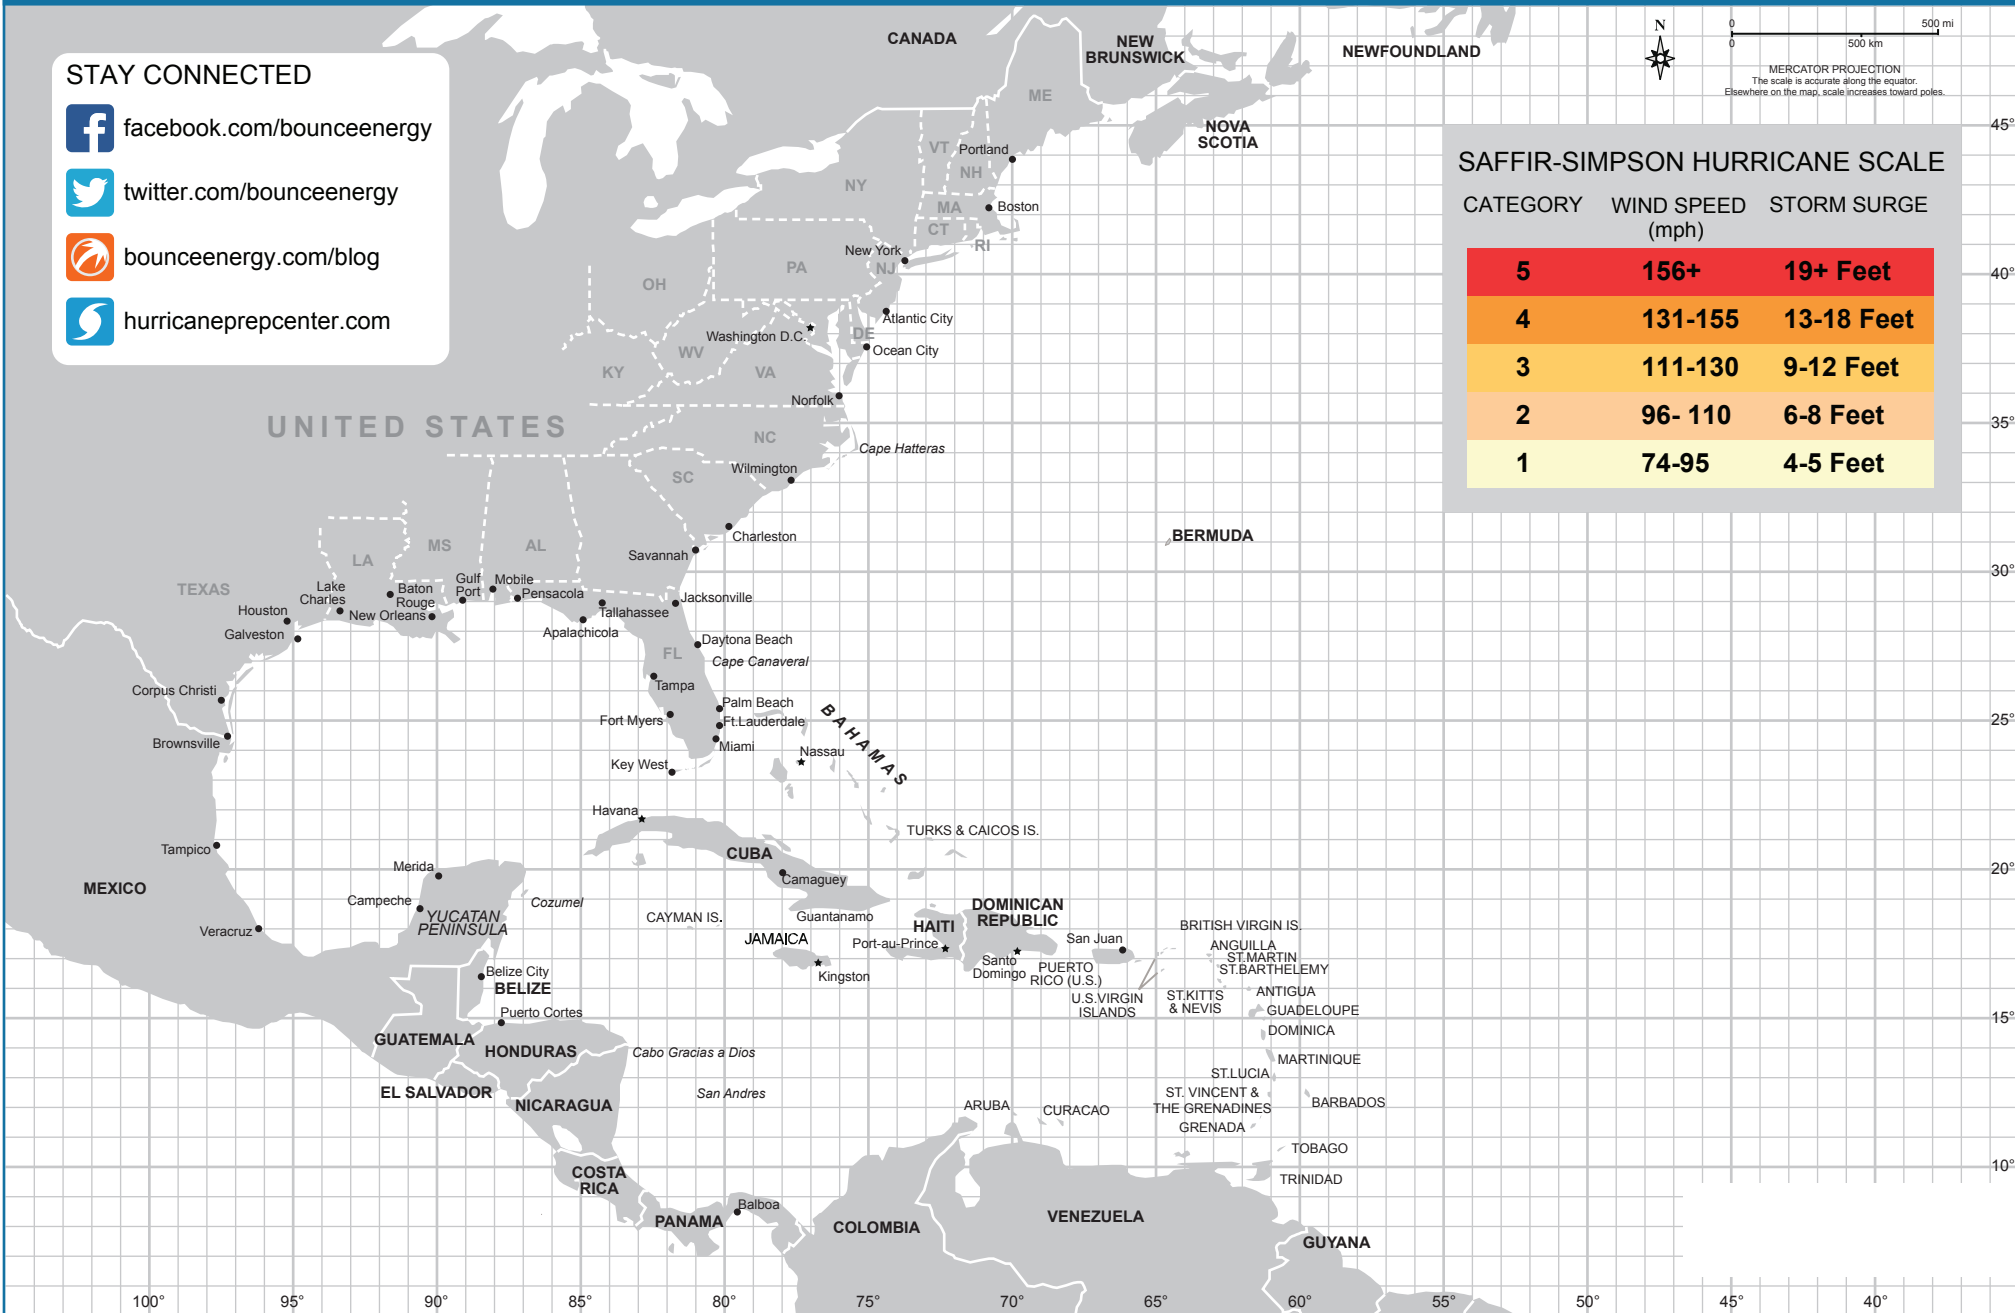 STAY CONNECTED
facebook.com/bounceenergy
twitter.com/bounceenergy
bounceenergy.com/blog
hurricaneprepcenter.com
CANADA
NEW
BRUNSWICK
NEWFOUNDLAND
NOVA
SCOTIA
N
0
500 mi
0
500 km
MERCATOR PROJECTION
The scale is accurate along the equator.
Elsewhere on the map, scale increases toward poles.
SAFFIR-SIMPSON HURRICANE SCALE
CATEGORY WIND SPEED (mph) STORM SURGE
5 156+ 19+ Feet
4 131-155 13-18 Feet
3 111-130 9-12 Feet
2 96- 110 6-8 Feet
1 74-95 4-5 Feet
ME
VT
Portland
NH
NY
MA
Boston
CT
RI
New York
NJ
PA
OH
Atlantic City
Washington D.C.
DE
Ocean City
WV
KY
VA
Norfolk
UNITED STATES
NC
Cape Hatteras
Wilmington
SC
Charleston
BERMUDA
Savannah
MS
AL
LA
TEXAS
Lake
Charles
Baton
Rouge
Gulf
Port
Mobile
Pensacola
Houston
New Orleans
Tallahassee
Jacksonville
Galveston
Apalachicola
Daytona Beach
FL
Cape Canaveral
Tampa
Corpus Christi
Palm Beach
Fort Myers
Ft.Lauderdale
Brownsville
Miami
BAHAMAS
Nassau
Key West
Havana
TURKS & CAICOS IS.
Tampico
CUBA
Merida
Camaguey
MEXICO
Campeche
Cozumel
YUCATAN
PENINSULA
CAYMAN IS.
Guantanamo
DOMINICAN
REPUBLIC
HAITI
Veracruz
JAMAICA
Port-au-Prince
San Juan
BRITISH VIRGIN IS.
ANGUILLA
ST.MARTIN
ST.BARTHELEMY
Kingston
Santo
Domingo
PUERTO
RICO (U.S.)
Belize City
BELIZE
U.S.VIRGIN
ISLANDS
ST.KITTS
& NEVIS
ANTIGUA
GUADELOUPE
Puerto Cortes
DOMINICA
GUATEMALA
HONDURAS
Cabo Gracias a Dios
MARTINIQUE
ST.LUCIA
EL SALVADOR
San Andres
ST. VINCENT &
THE GRENADINES
BARBADOS
NICARAGUA
ARUBA
CURACAO
GRENADA
TOBAGO
COSTA
RICA
TRINIDAD
Balboa
PANAMA
COLOMBIA
VENEZUELA
GUYANA
45°
40°
35°
30°
25°
20°
15°
10°
100° 95° 90° 85° 80° 75° 70° 65° 60° 55° 50° 45° 40°